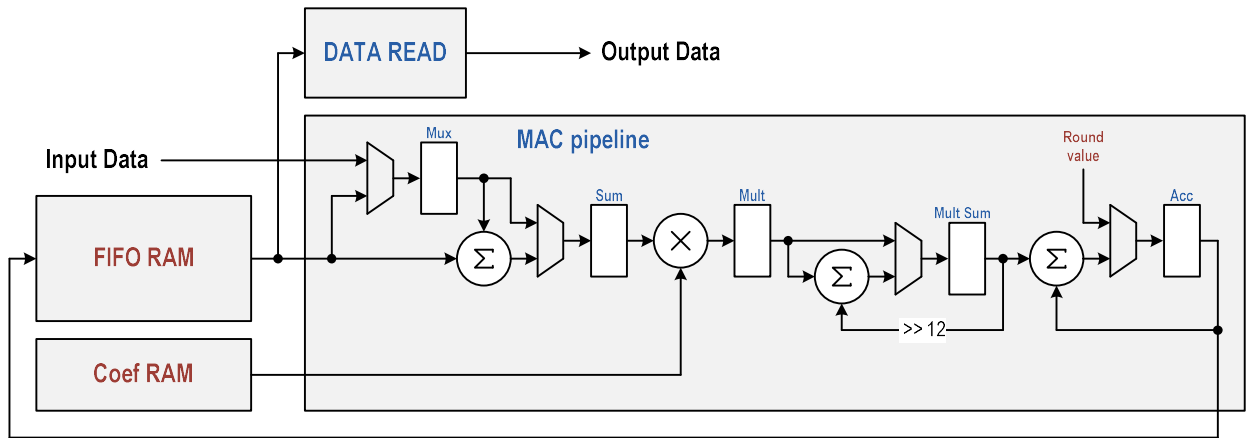 DATA READ
Output Data
MAC pipeline
Mux
Round
value
Input Data
Sum
Mult
Mult Sum
Acc
FIFO RAM
Σ
×
Σ
Σ
>> 12
Coef RAM